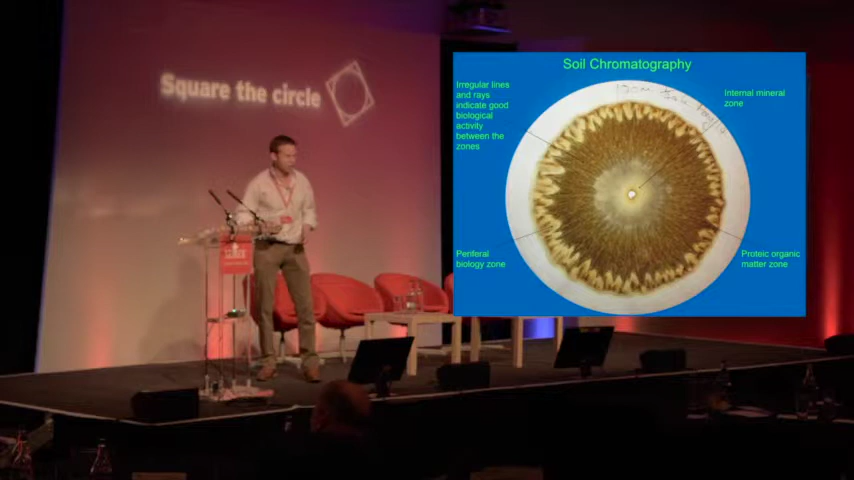 Square the circle
Soil Chromatography
Irregular lines
and rays
indicate good
biological
activity
between the
zones
Internal mineral
zone
Periferal
biology zone
Proteic organic
matter zone